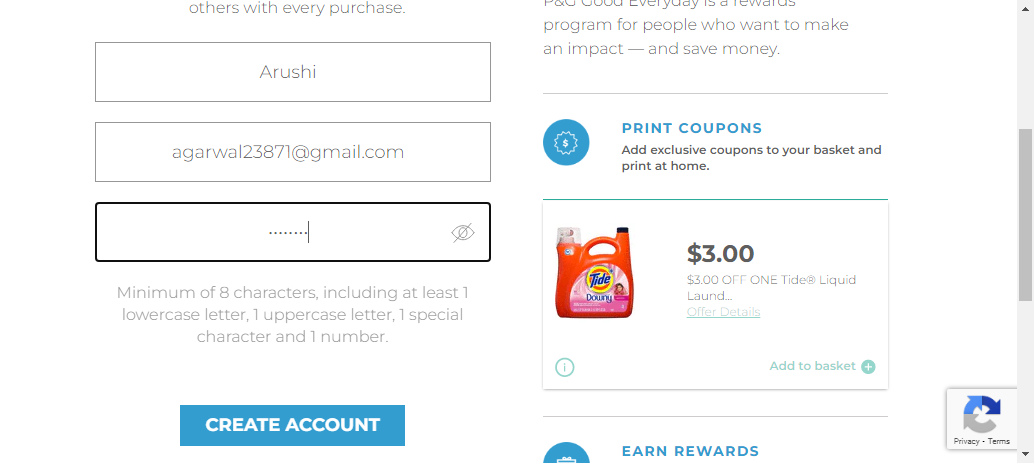 others with every purchase.
Arushi
agarwal23871@gmail.com
........
Minimum of 8 characters, including at least 1
lowercase letter, 1 uppercase letter, 1 special
character and 1 number.
CREATE ACCOUNT
P&G Good Everyday is a rewards
program for people who want to make
an impact — and save money.
$
PRINT COUPONS
Add exclusive coupons to your basket and
print at home.
Tide
Downy
$3.00
$3.00 OFF ONE Tide® Liquid
Laund...
Offer Details
i
Add to basket +
EARN REWARDS
Privacy - Terms